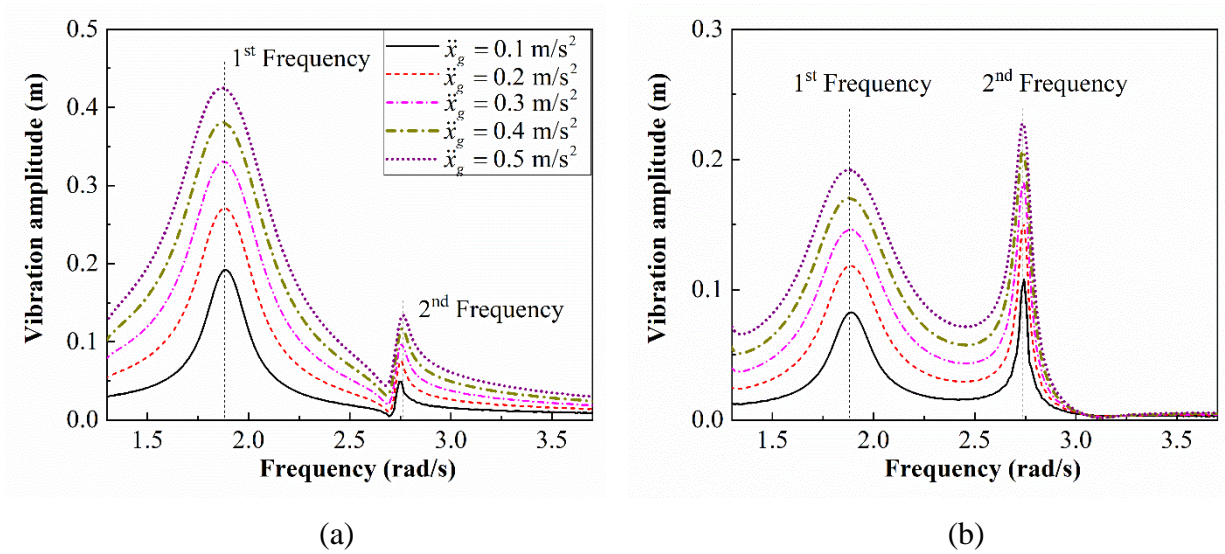 0.5
0.4
0.3
0.2
0.1
0.0
Vibration amplitude (m)
1st Frequency
2nd Frequency
ẍg = 0.1 m/s²
ẍg = 0.2 m/s²
ẍg = 0.3 m/s²
ẍg = 0.4 m/s²
ẍg = 0.5 m/s²
1.5 2.0 2.5 3.0 3.5
Frequency (rad/s)
(a)
0.3
0.2
0.1
0.0
Vibration amplitude (m)
1st Frequency
2nd Frequency
1.5 2.0 2.5 3.0 3.5
Frequency (rad/s)
(b)